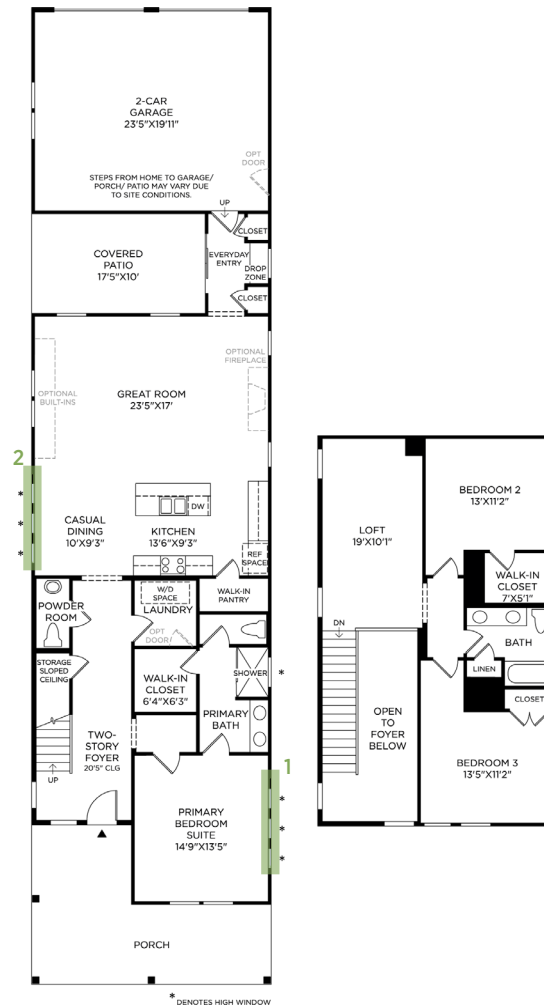 2-CAR
GARAGE
23'5"X19'11"
OPT
DOOR
STEPS FROM HOME TO GARAGE/
PORCH/ PATIO MAY VARY DUE
TO SITE CONDITIONS.
UP
CLOSET
COVERED
PATIO
17'5"X10'
EVERYDAY
ENTRY
DROP
ZONE
CLOSET
OPTIONAL
FIREPLACE
GREAT ROOM
23'5"X17'
OPTIONAL
BUILT-INS
2
*
*
*
DW
CASUAL
DINING
10'X9'3"
KITCHEN
13'6"X9'3"
REF
SPACE
W/D
SPACE
LAUNDRY
WALK-IN
PANTRY
POWDER
ROOM
OPT
DOOR
STORAGE
SLOPED
CEILING
WALK-IN
CLOSET
6'4"X6'3"
SHOWER
*
PRIMARY
BATH
TWO-
STORY
FOYER
20'5" CLG
UP
1
*
*
*
PRIMARY
BEDROOM
SUITE
14'9"X13'5"
PORCH
* DENOTES HIGH WINDOW
BEDROOM 2
13'X11'2"
LOFT
19'X10'1"
WALK-IN
CLOSET
7'X5'1"
DN
BATH
LINEN
CLOSET
OPEN
TO
FOYER
BELOW
BEDROOM 3
13'5"X11'2"